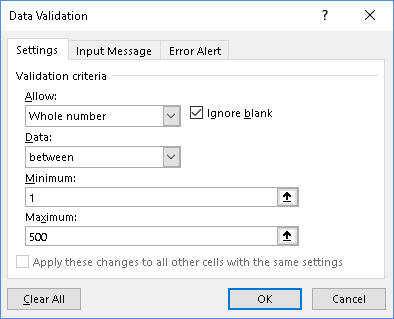 Data Validation
Settings Input Message Error Alert
Validation criteria
Allow:
Whole number Ignore blank
Data:
between
Minimum:
1
Maximum:
500
Apply these changes to all other cells with the same settings
Clear All OK Cancel